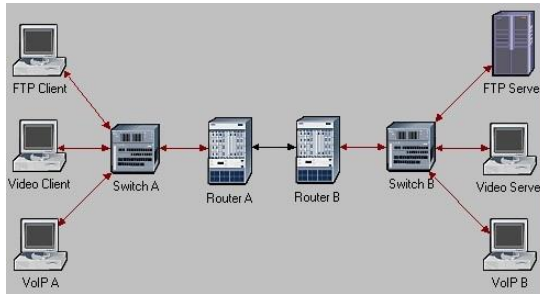 FTP Client
FTP Serve
Video Client
Switch A
Router A
Router B
Switch B
Video Serve
VoIP A
VoIP B